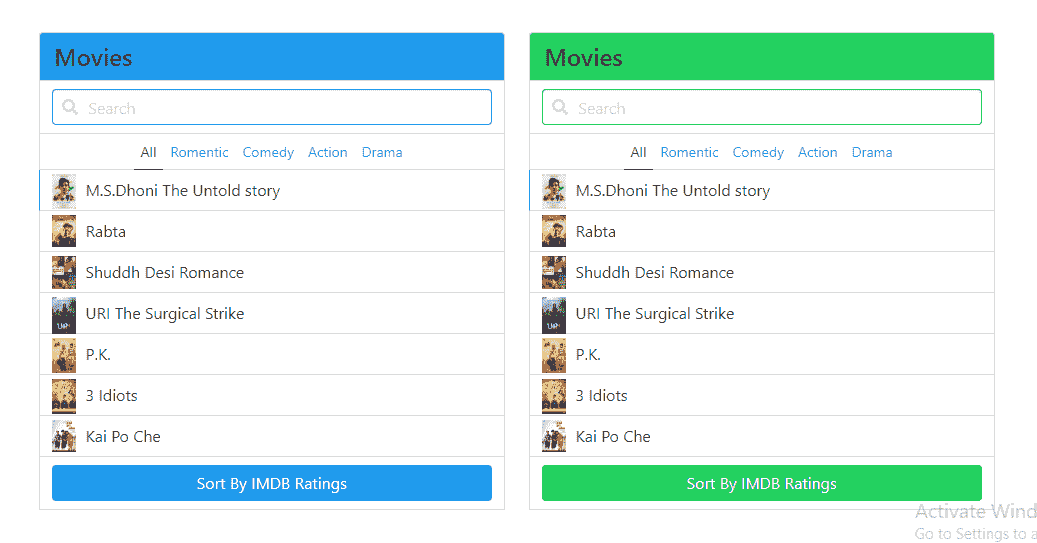 Movies
Search
All Romentic Comedy Action Drama
M.S.Dhoni The Untold story
Rabta
Shuddh Desi Romance
URI The Surgical Strike
P.K.
3 Idiots
Kai Po Che
Sort By IMDB Ratings
Movies
Search
All Romentic Comedy Action Drama
M.S.Dhoni The Untold story
Rabta
Shuddh Desi Romance
URI The Surgical Strike
P.K.
3 Idiots
Kai Po Che
Sort By IMDB Ratings
Activate Wind
Go to Settings to a